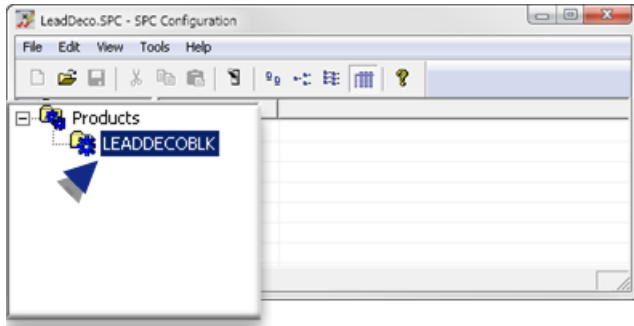 LeadDeco.SPC - SPC Configuration
File Edit View Tools Help
Products
LEADDECOBLK